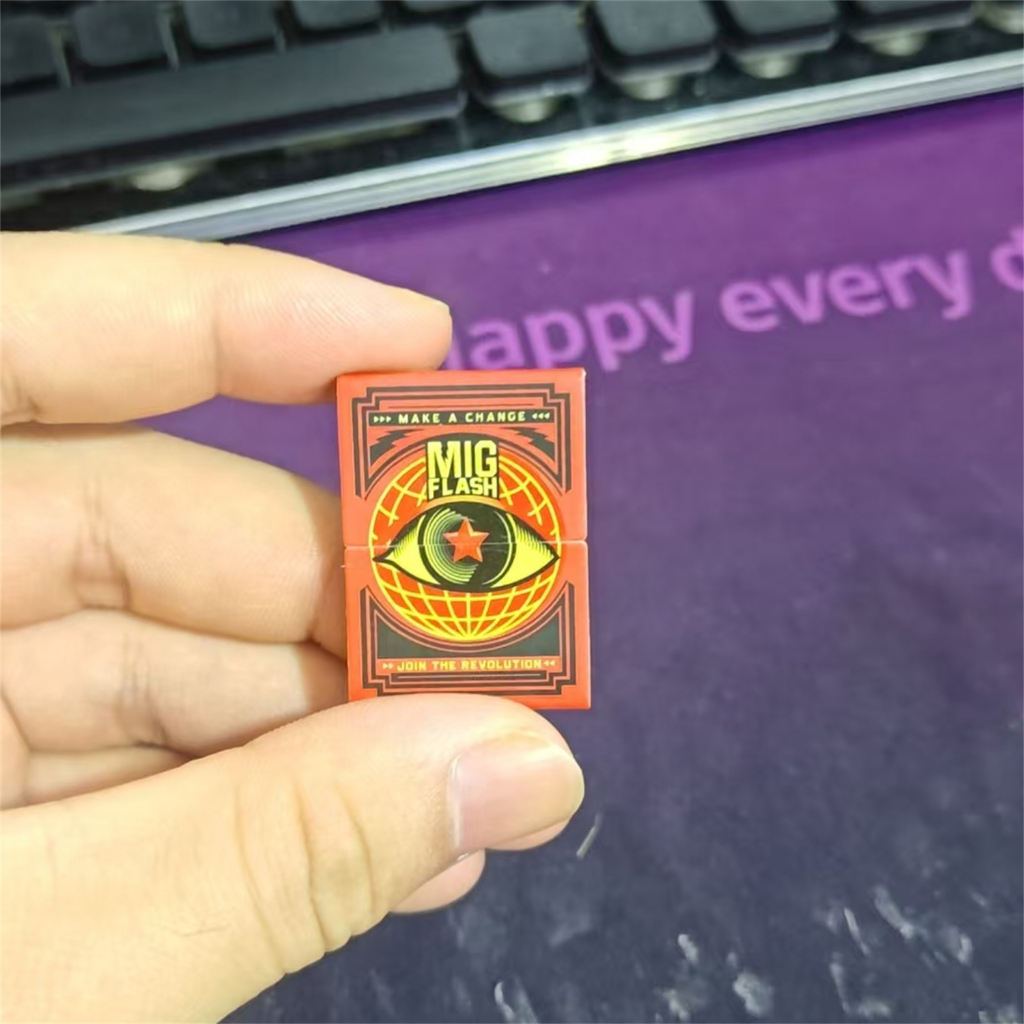 Happy every
MAKE A CHANGE
MIG
FLASH
JOIN THE REVOLUTION